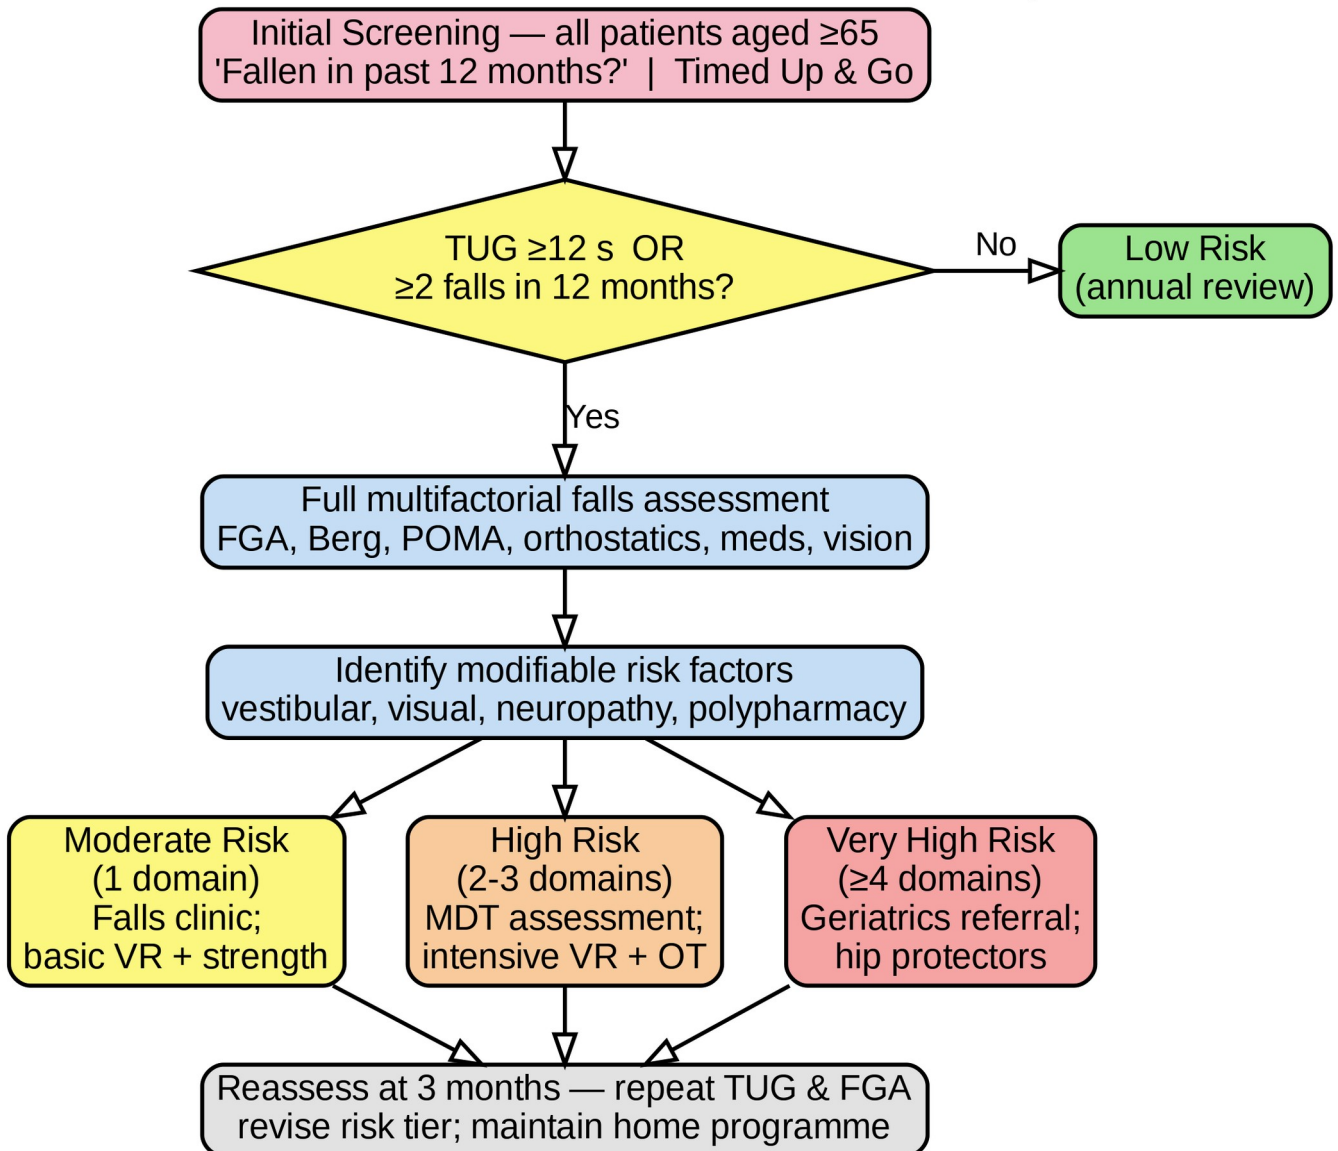 Initial Screening — all patients aged ≥65
'Fallen in past 12 months?' | Timed Up & Go
TUG ≥12 s OR
≥2 falls in 12 months?
No
Low Risk
(annual review)
Yes
Full multifactorial falls assessment
FGA, Berg, POMA, orthostatics, meds, vision
Identify modifiable risk factors
vestibular, visual, neuropathy, polypharmacy
Moderate Risk
(1 domain)
Falls clinic;
basic VR + strength
High Risk
(2-3 domains)
MDT assessment;
intensive VR + OT
Very High Risk
(≥4 domains)
Geriatrics referral;
hip protectors
Reassess at 3 months — repeat TUG & FGA
revise risk tier; maintain home programme